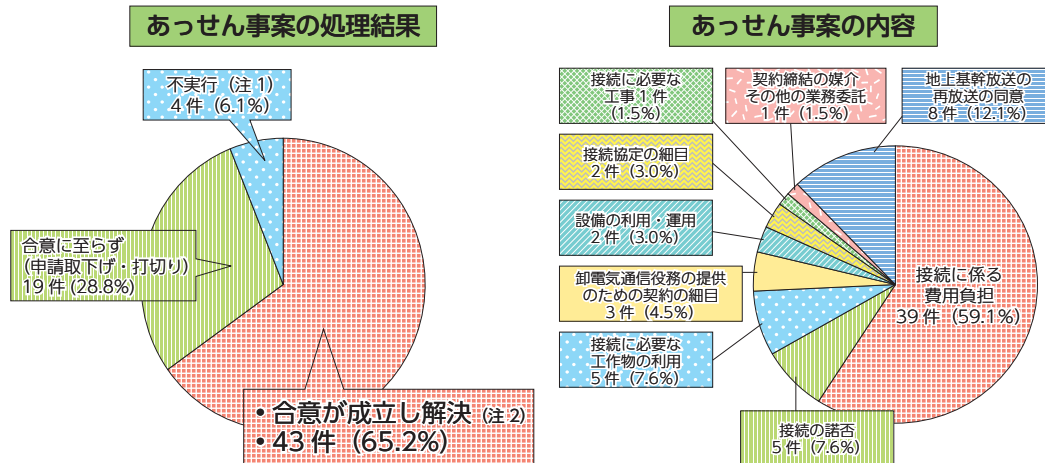 あっせん事案の処理結果
不実行（注1）
4件（6.1%）
合意に至らず
（申請取下げ・打切り）
19件（28.8%）
・合意が成立し解決（注2）
・43件（65.2%）
あっせん事案の内容
接続に必要な
工事1件
（1.5%）
契約締結の媒介
その他の業務委託
1件（1.5%）
地上基幹放送の
再放送の同意
8件（12.1%）
接続協定の細目
2件（3.0%）
設備の利用・運用
2件（3.0%）
卸電気通信役務の提供
のための契約の細目
3件（4.5%）
接続に必要な
工作物の利用
5件（7.6%）
接続の諾否
5件（7.6%）
接続に係る
費用負担
39件（59.1%）